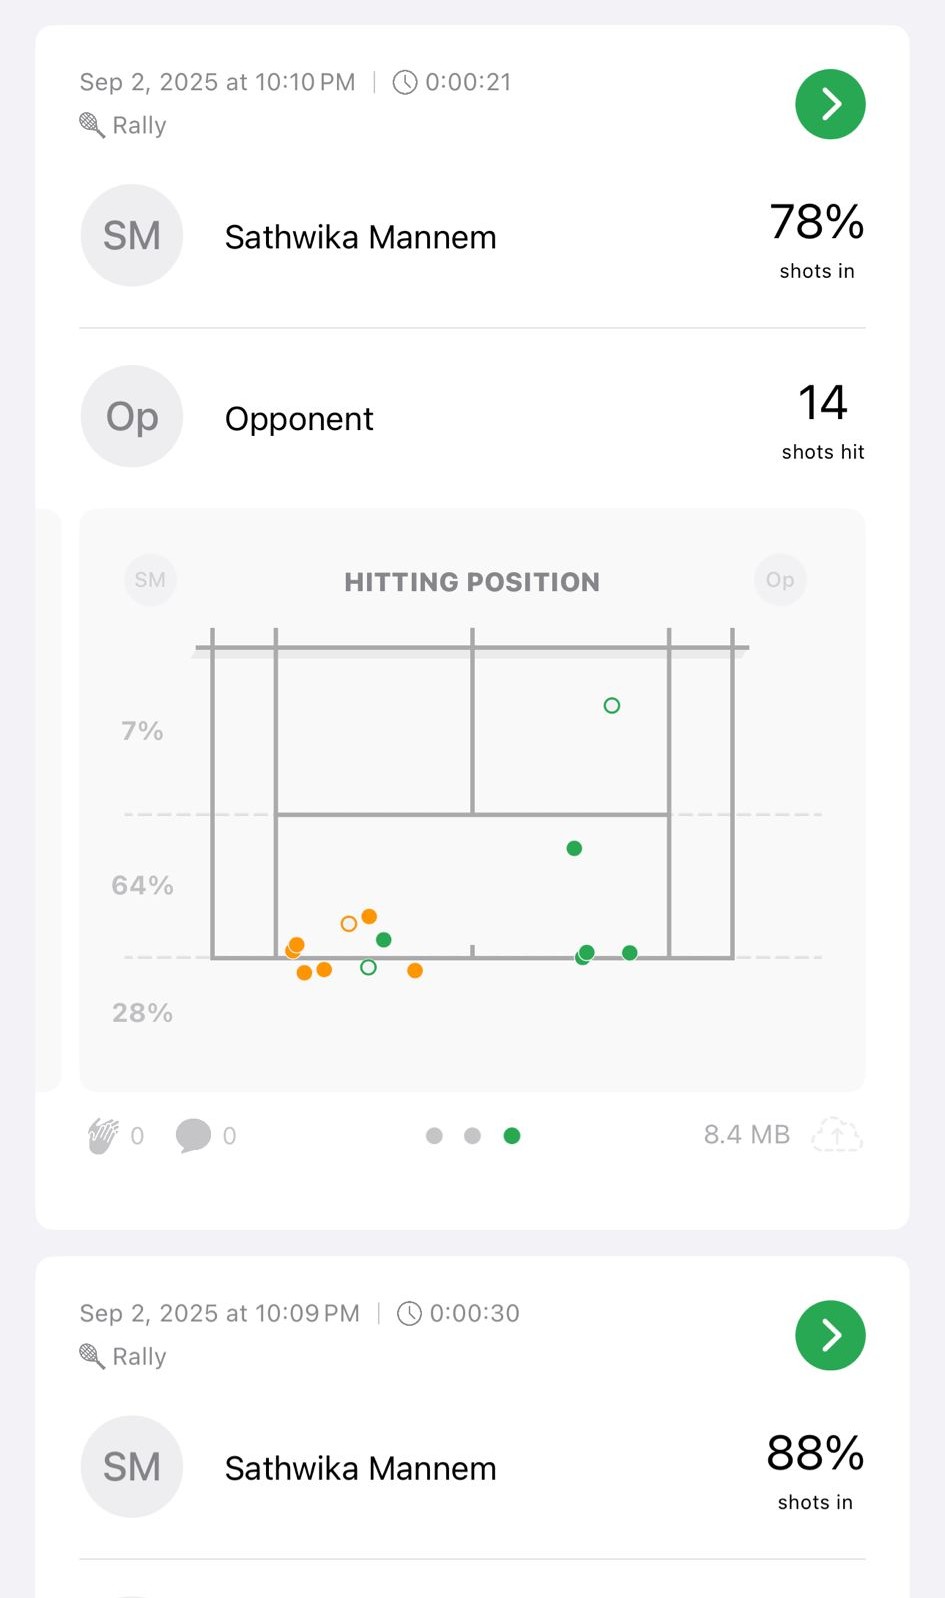 Sep 2, 2025 at 10:10 PM | 0:00:21
Rally
SM Sathwika Mannem 78%
shots in
Op Opponent 14
shots hit
SM HITTING POSITION Op
7%
64%
28%
0 0 8.4 MB
Sep 2, 2025 at 10:09 PM | 0:00:30
Rally
SM Sathwika Mannem 88%
shots in